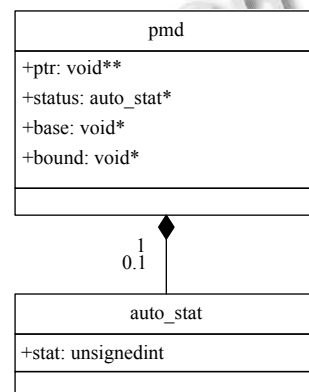 pmd
+ptr: void**
+status: auto_stat*
+base: void*
+bound: void*
1
0.1
auto_stat
+stat: unsignedint